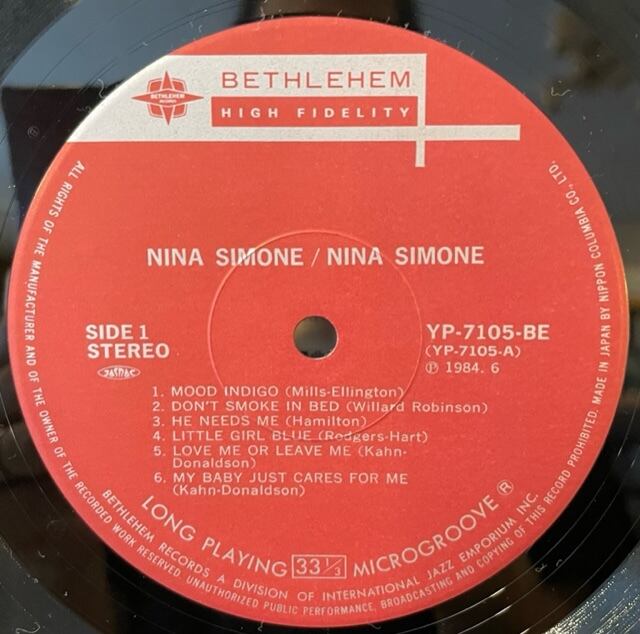 BETHLEHEM
RECORDS
BETHLEHEM
HIGH FIDELITY
NINA SIMONE / NINA SIMONE
SIDE 1
STEREO
JASRAC
YP-7105-BE
(YP-7105-A)
Ⓟ 1984. 6
1. MOOD INDIGO (Mills-Ellington)
2. DON'T SMOKE IN BED (Willard Robinson)
3. HE NEEDS ME (Hamilton)
4. LITTLE GIRL BLUE (Rodgers-Hart)
5. LOVE ME OR LEAVE ME (Kahn-
Donaldson)
6. MY BABY JUST CARES FOR ME
(Kahn-Donaldson)
LONG PLAYING 33 1/3 MICROGROOVE ®
BETHLEHEM RECORDS A DIVISION OF INTERNATIONAL JAZZ EMPORIUM INC.
ALL RIGHTS OF THE MANUFACTURER AND OF THE OWNER OF THE RECORDED WORK RESERVED. UNAUTHORIZED PUBLIC PERFORMANCE, BROADCASTING AND COPYING OF THIS RECORD PROHIBITED. MADE IN JAPAN BY NIPPON COLUMBIA CO., LTD.